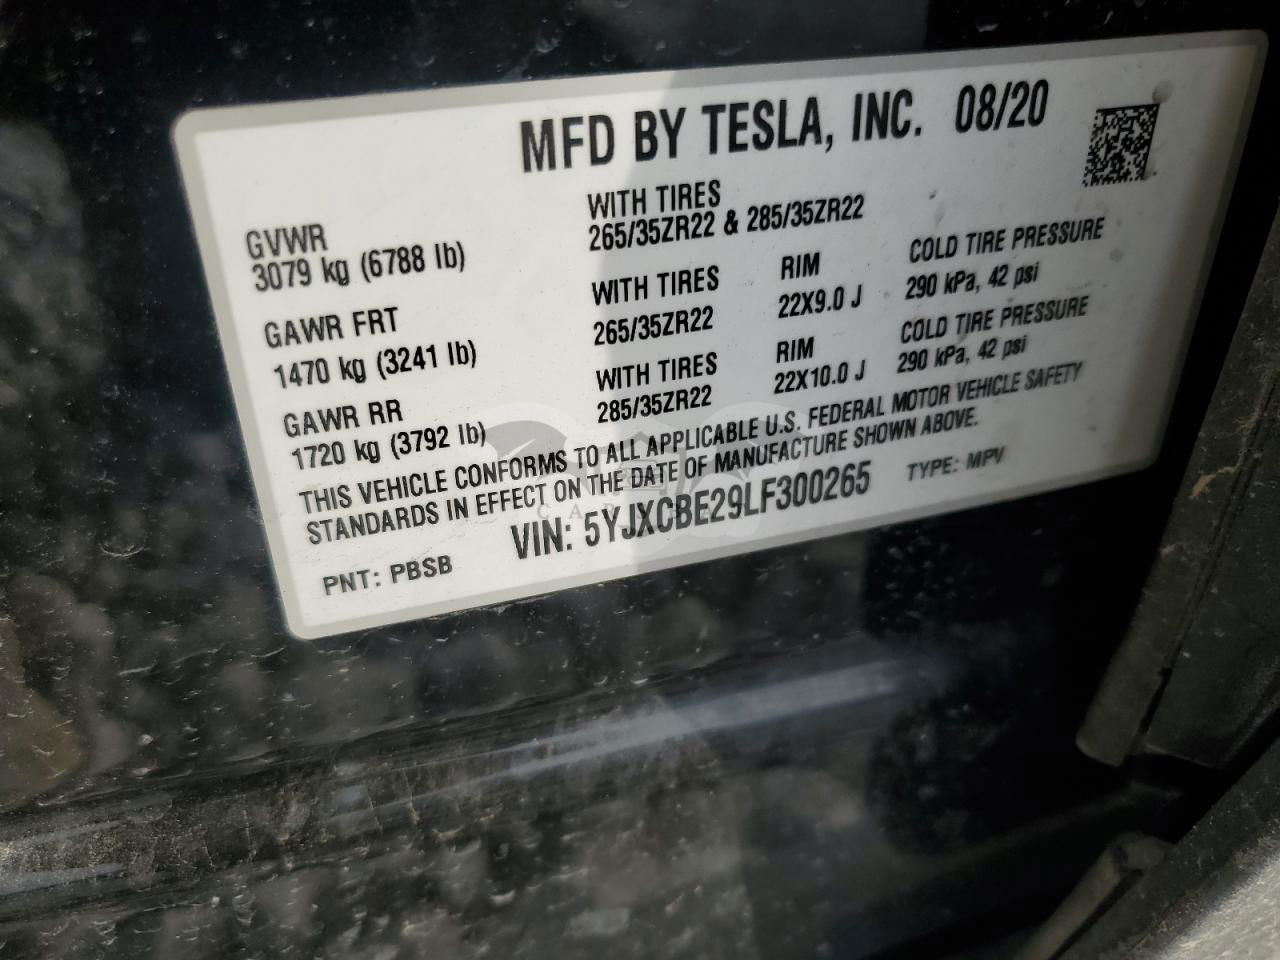 MFD BY TESLA, INC. 08/20
GVWR
3079 kg (6788 lb)
WITH TIRES
265/35ZR22 & 285/35ZR22
GAWR FRT
1470 kg (3241 lb)
WITH TIRES
265/35ZR22
RIM
22X9.0 J
COLD TIRE PRESSURE
290 kPa, 42 psi
GAWR RR
1720 kg (3792 lb)
WITH TIRES
285/35ZR22
RIM
22X10.0 J
COLD TIRE PRESSURE
290 kPa, 42 psi
THIS VEHICLE CONFORMS TO ALL APPLICABLE U.S. FEDERAL MOTOR VEHICLE SAFETY
STANDARDS IN EFFECT ON THE DATE OF MANUFACTURE SHOWN ABOVE.
PNT: PBSB
VIN: 5YJXCBE29LF300265
TYPE: MPV